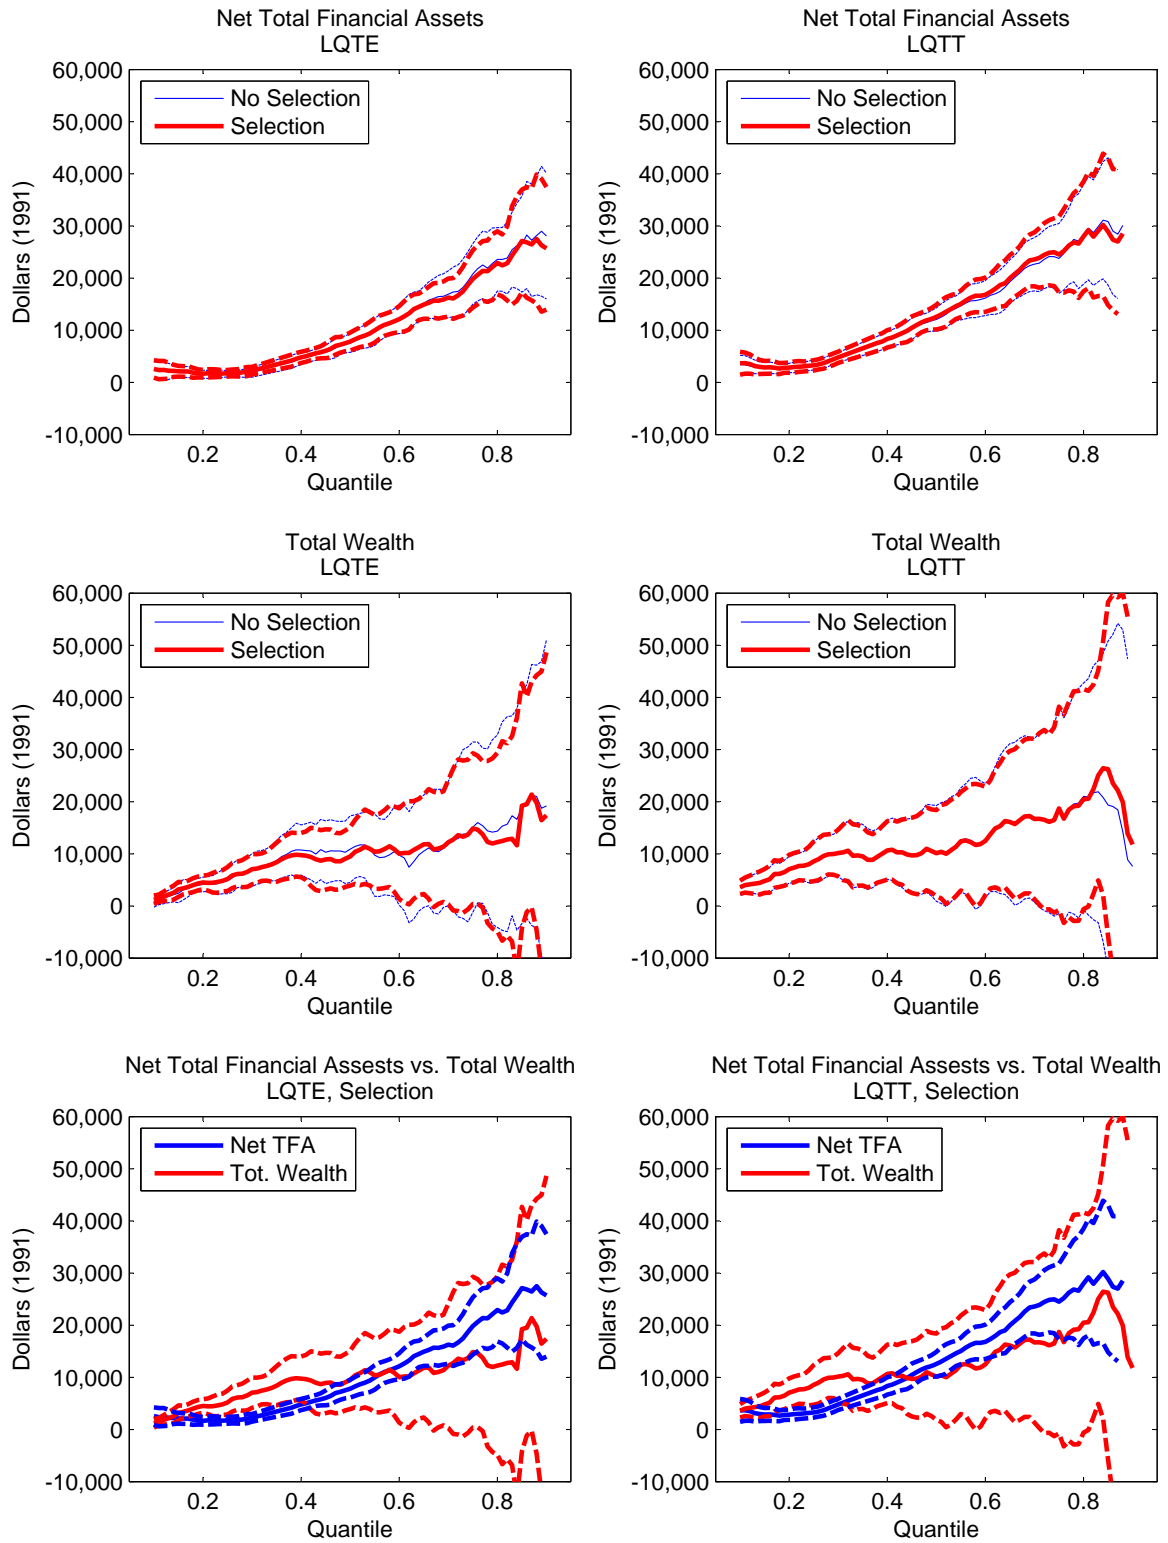 Net Total Financial Assets
LQTE
60,000
50,000
40,000
30,000
20,000
10,000
0
-10,000
Dollars (1991)
No Selection
Selection
0.2 0.4 0.6 0.8
Quantile
Net Total Financial Assets
LQTT
60,000
50,000
40,000
30,000
20,000
10,000
0
-10,000
Dollars (1991)
No Selection
Selection
0.2 0.4 0.6 0.8
Quantile
Total Wealth
LQTE
60,000
50,000
40,000
30,000
20,000
10,000
0
-10,000
Dollars (1991)
No Selection
Selection
0.2 0.4 0.6 0.8
Quantile
Total Wealth
LQTT
60,000
50,000
40,000
30,000
20,000
10,000
0
-10,000
Dollars (1991)
No Selection
Selection
0.2 0.4 0.6 0.8
Quantile
Net Total Financial Assests vs. Total Wealth
LQTE, Selection
60,000
50,000
40,000
30,000
20,000
10,000
0
-10,000
Dollars (1991)
Net TFA
Tot. Wealth
0.2 0.4 0.6 0.8
Quantile
Net Total Financial Assests vs. Total Wealth
LQTT, Selection
60,000
50,000
40,000
30,000
20,000
10,000
0
-10,000
Dollars (1991)
Net TFA
Tot. Wealth
0.2 0.4 0.6 0.8
Quantile